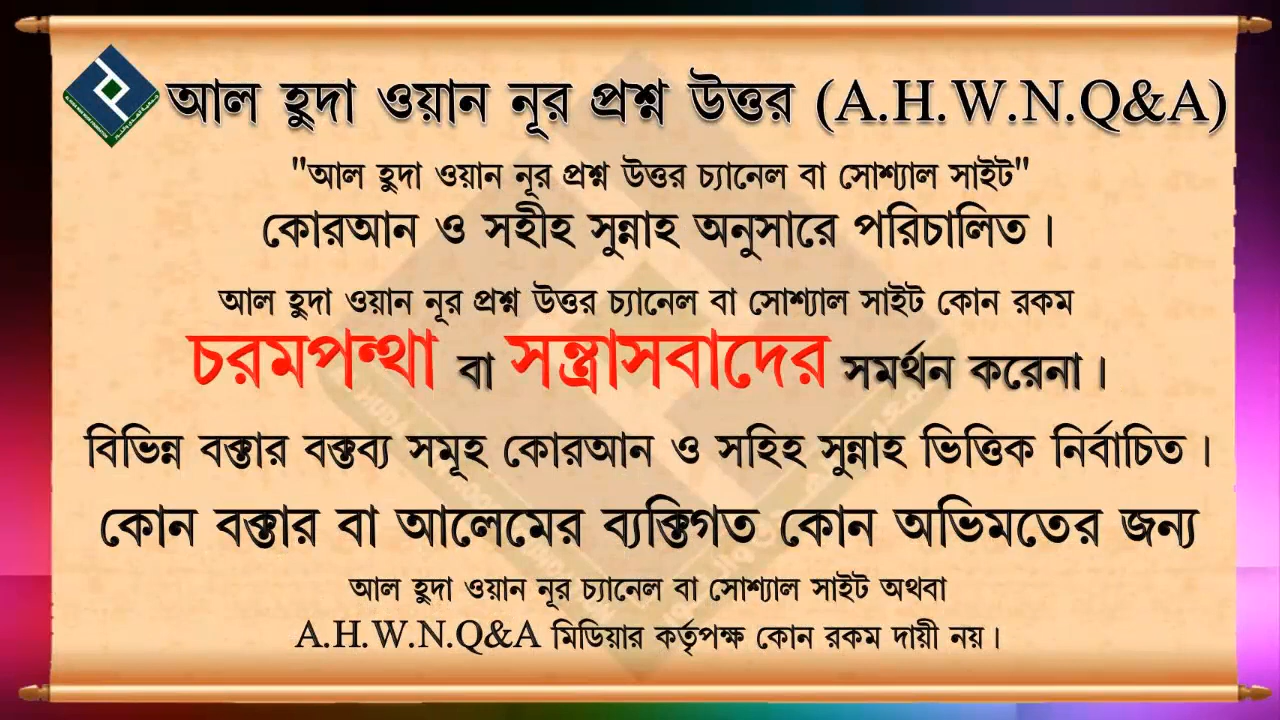 আল হুদা ওয়ান নূর প্রশ্ন উত্তর (A.H.W.N.Q&A)
"আল হুদা ওয়ান নূর প্রশ্ন উত্তর চ্যানেল বা সোশ্যাল সাইট"
কোরআন ও সহীহ সুন্নাহ অনুসারে পরিচালিত।
আল হুদা ওয়ান নূর প্রশ্ন উত্তর চ্যানেল বা সোশ্যাল সাইট কোন রকম
চরমপন্থা বা সন্ত্রাসবাদের সমর্থন করেনা।
বিভিন্ন বক্তার বক্তব্য সমূহ কোরআন ও সহিহ সুন্নাহ ভিত্তিক নির্বাচিত।
কোন বক্তার বা আলেমের ব্যক্তিগত কোন অভিমতের জন্য
আল হুদা ওয়ান নূর চ্যানেল বা সোশ্যাল সাইট অথবা
A.H.W.N.Q&A মিডিয়ার কর্তৃপক্ষ কোন রকম দায়ী নয়।